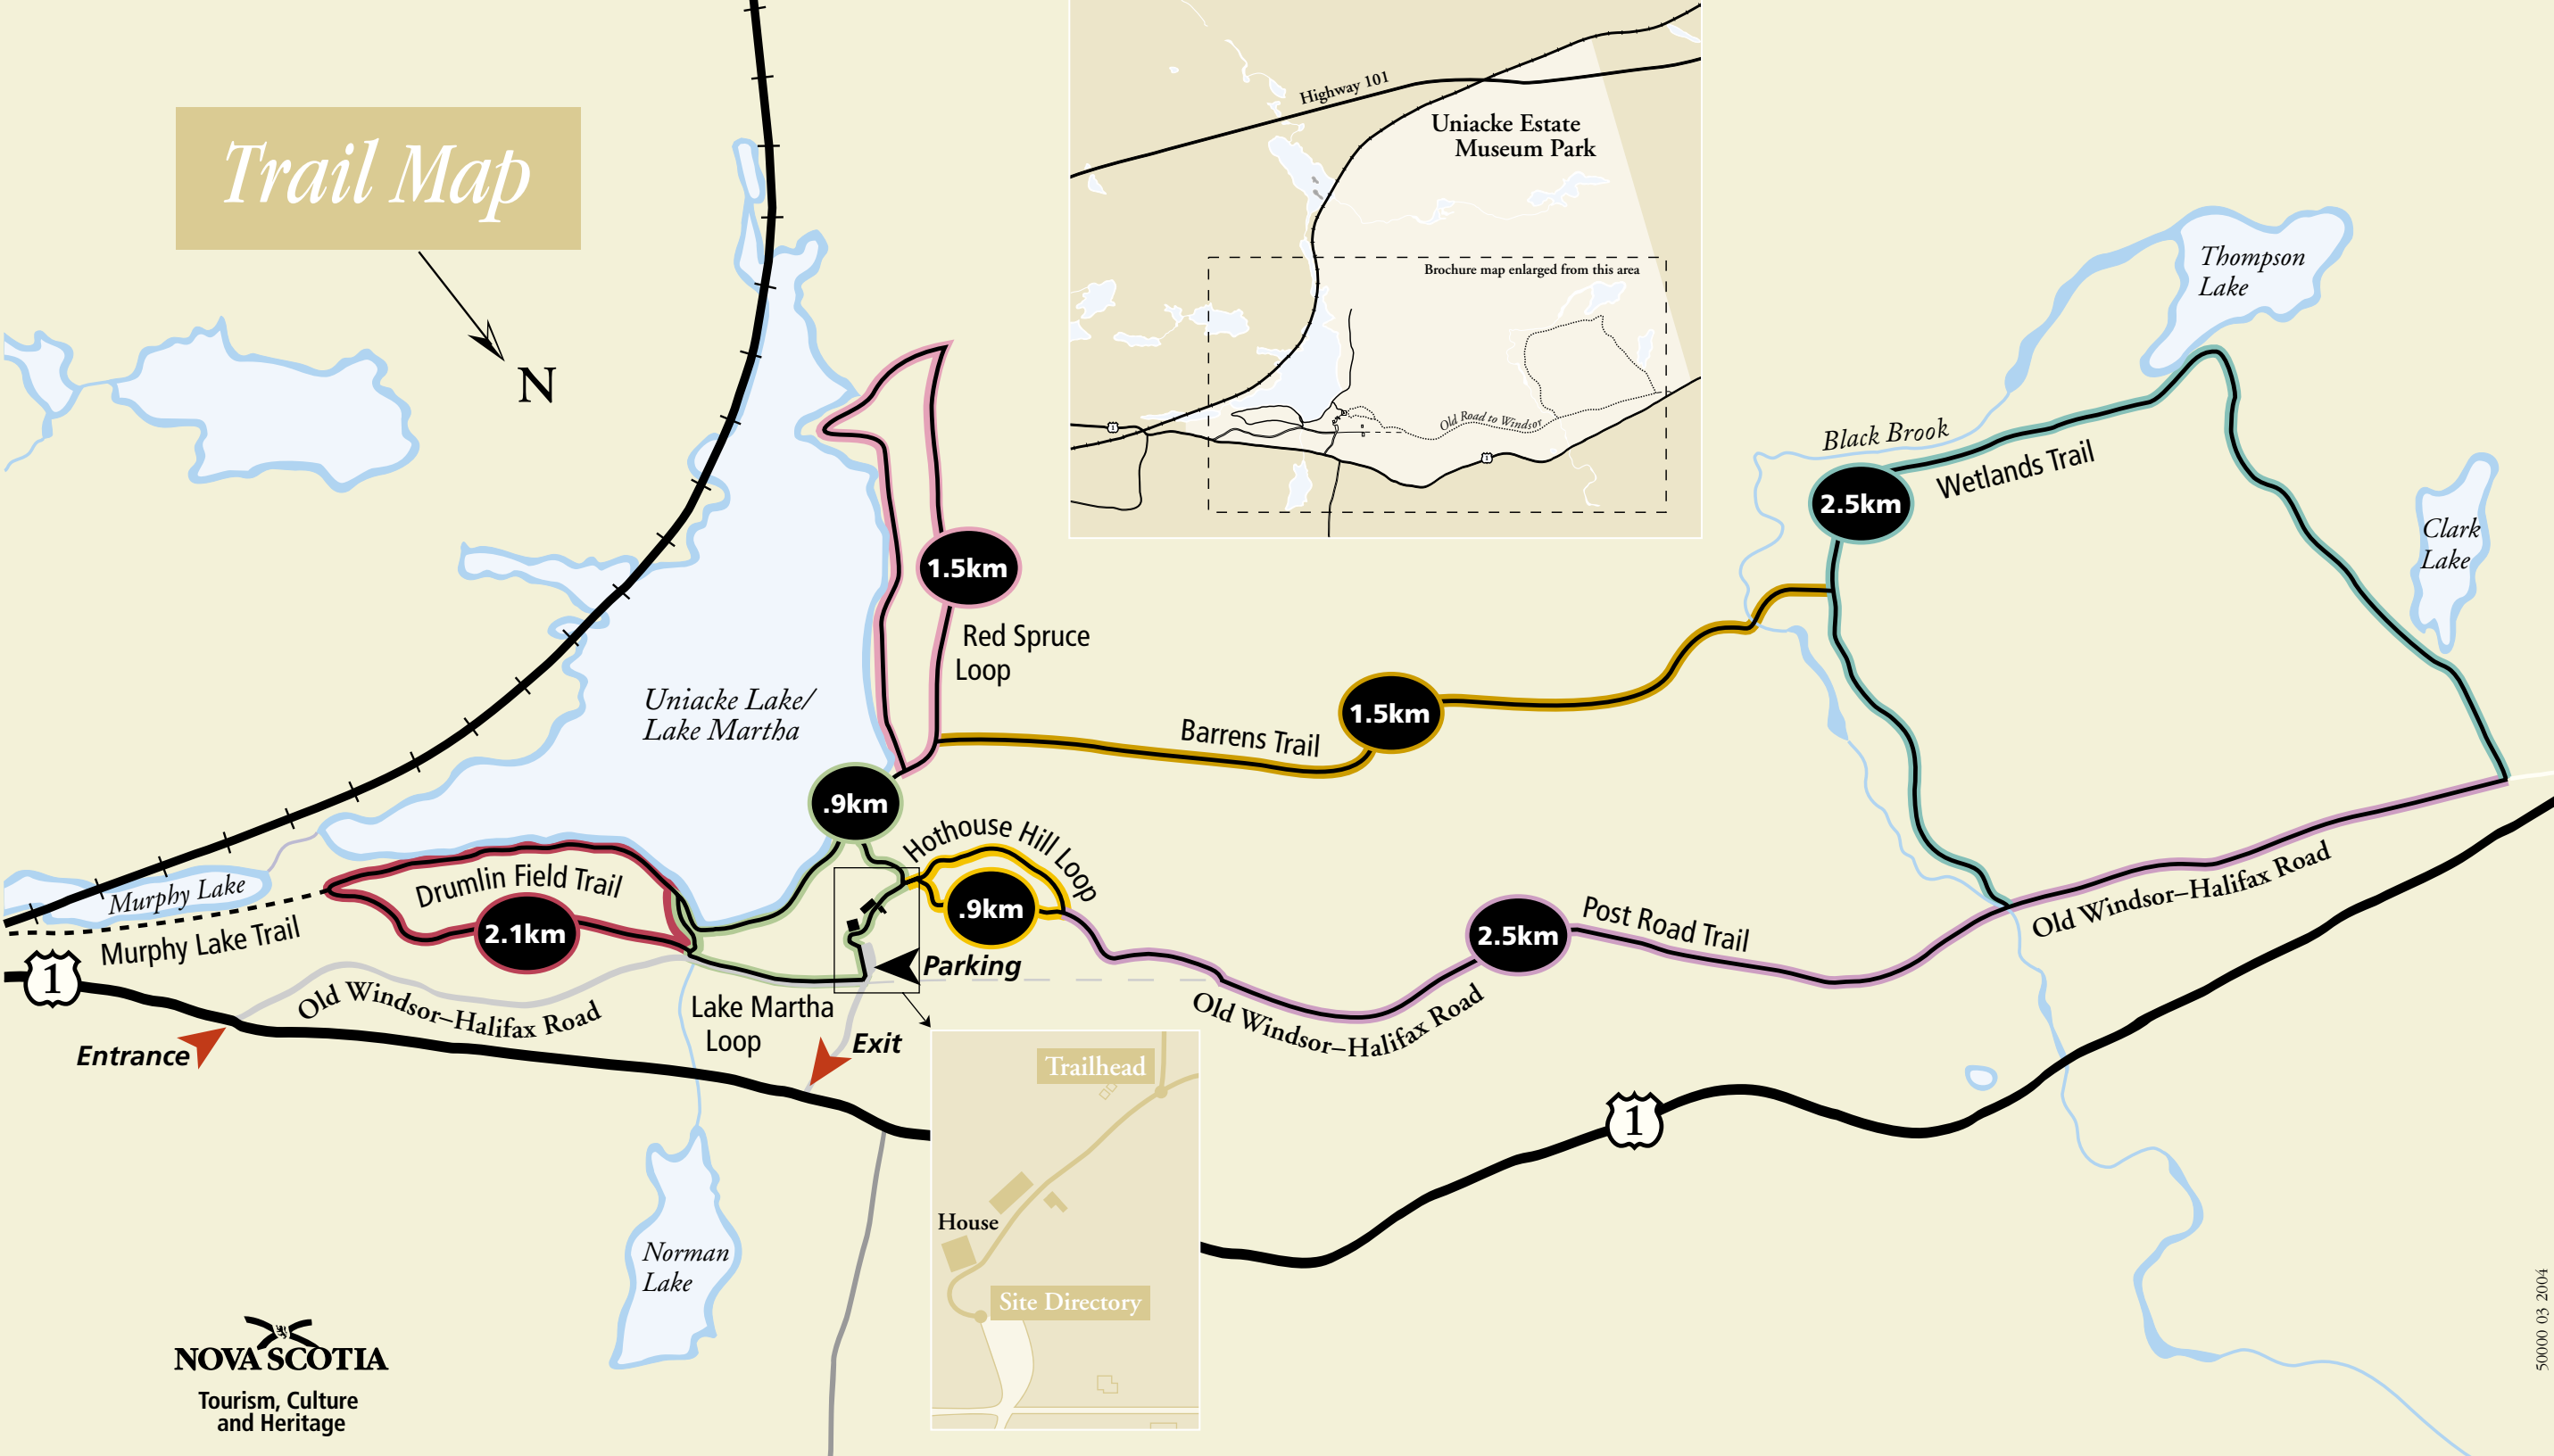 Trail Map
N
Highway 101
Uniacke Estate
Museum Park
Brochure map enlarged from this area
Old Road to Windsor
1
1
Thompson
Lake
Black Brook
Wetlands Trail
2.5km
Clark
Lake
1.5km
Red Spruce
Loop
Uniacke Lake/
Lake Martha
Barrens Trail
1.5km
.9km
Hothouse Hill Loop
.9km
Murphy Lake
Drumlin Field Trail
2.1km
Murphy Lake Trail
Parking
2.5km
Post Road Trail
Old Windsor–Halifax Road
1
Old Windsor–Halifax Road
Old Windsor–Halifax Road
Lake Martha
Loop
Entrance
Exit
Trailhead
1
House
Site Directory
Norman
Lake
NOVA SCOTIA
Tourism, Culture
and Heritage
50000 03 2004